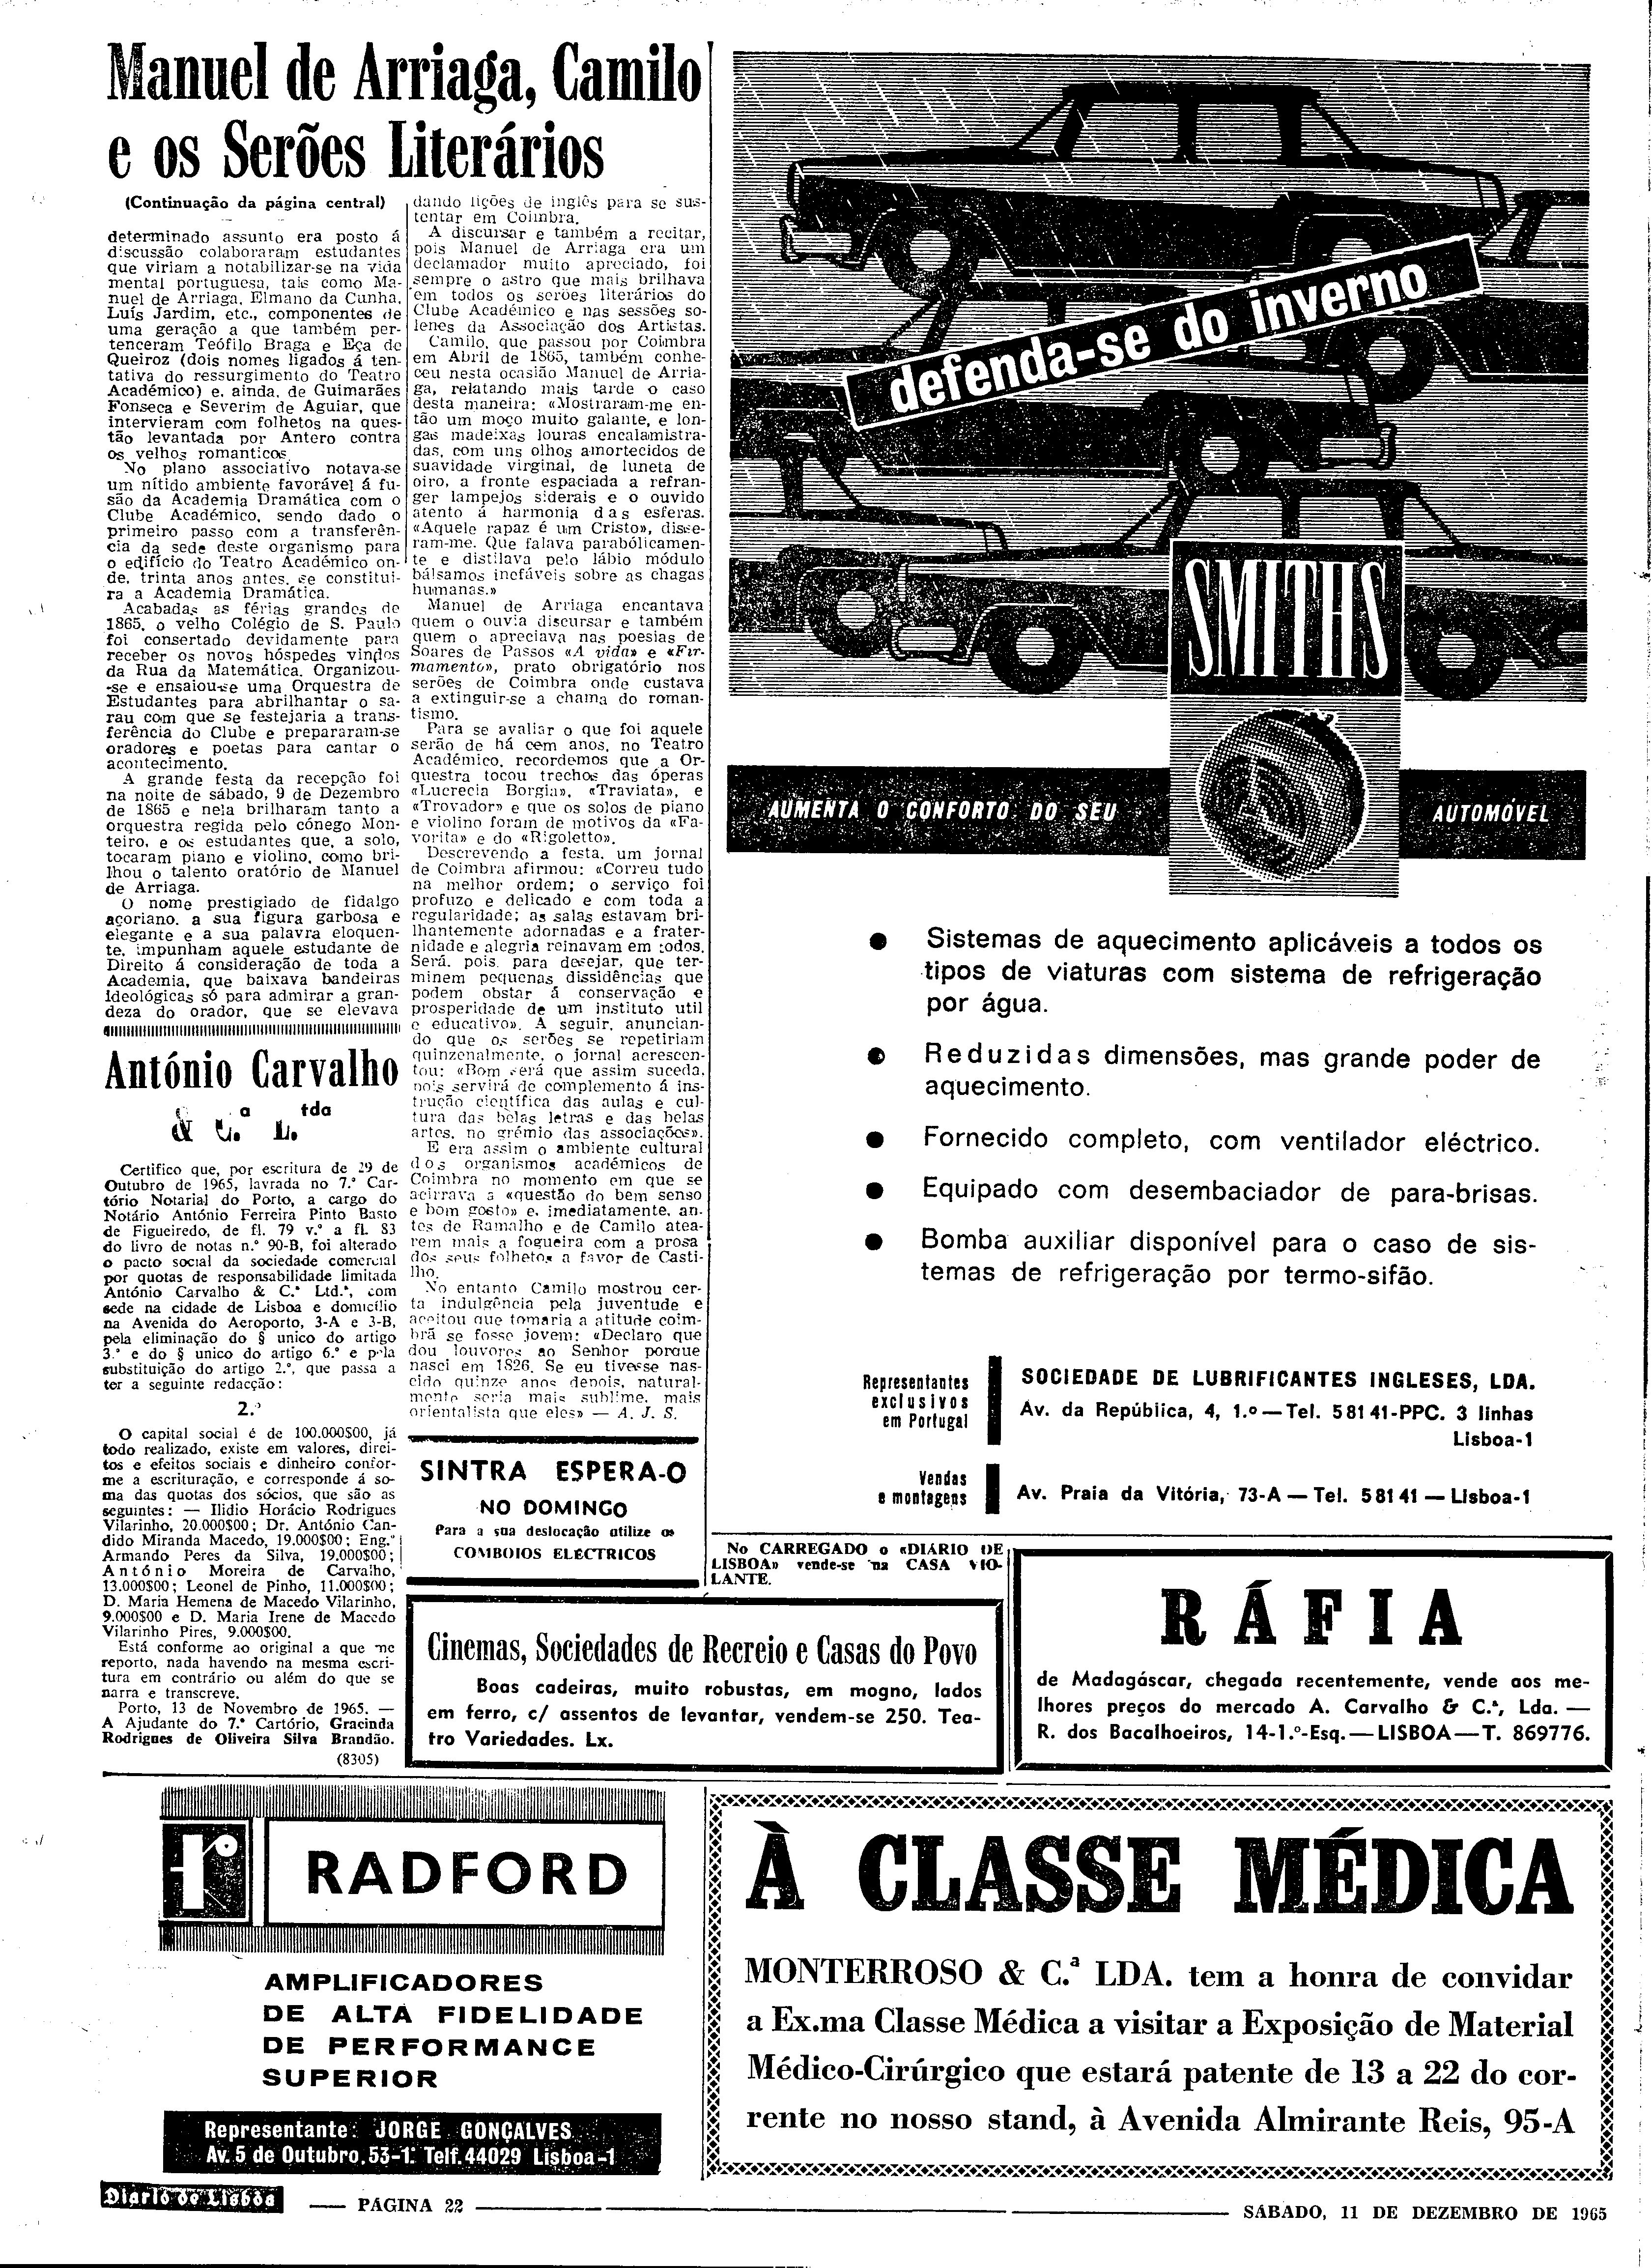 Manuel de Arriaga, Camilo
e os Serões Literários
(Continuação da página central)
determinado assunto era posto á
discussão colaboraram estudantes
que viriam a notabilizar-se na vida
mental portuguesa, tais como Ma-
nuel de Arriaga, Elmano da Cunha,
Luís Jardim, etc., componentes de
uma geração a que também per-
tenceram Teófilo Braga e Eça de
Queiroz (dois nomes ligados á ten-
tativa do ressurgimento do Teatro
Académico) e, ainda, de Guimarães
Fonseca e Severim de Aguiar, que
intervieram com folhetos na ques-
tão levantada por Antero contra
os velhos romanticos.
No plano associativo notava-se
um nítido ambiente favorável á fu-
são da Academia Dramática com o
Clube Académico, sendo dado o
primeiro passo com a transferên-
cia da sede deste organismo para
o edifício do Teatro Académico on-
de, trinta anos antes, se constitui-
ra a Academia Dramática.
Acabadas as férias grandes de
1865, o velho Colégio de S. Paulo
foi consertado devidamente para
receber os novos hóspedes vindos
da Rua da Matemática. Organizou-
-se e ensaiou-se uma Orquestra de
Estudantes para abrilhantar o sa-
rau com que se festejaria a trans-
ferência do Clube e prepararam-se
oradores e poetas para cantar o
acontecimento.
A grande festa da recepção foi
na noite de sábado, 9 de Dezembro
de 1865 e nela brilharam tanto a
orquestra regida pelo cónego Mon-
teiro, e os estudantes que, a solo,
tocaram piano e violino, como bri-
lhou o talento oratório de Manuel
de Arriaga.
O nome prestigiado de fidalgo
açoriano, a sua figura garbosa e
elegante e a sua palavra eloquen-
te, impunham aquele estudante de
Direito á consideração de toda a
Academia, que baixava bandeiras
ideológicas só para admirar a gran-
deza do orador, que se elevava
dando lições de inglês para se sus-
tentar em Coimbra.
A discursar e também a recitar,
pois Manuel de Arriaga era um
declamador muito apreciado, foi
sempre o astro que mais brilhava
em todos os serões literários do
Clube Académico e nas sessões so-
lenes da Associação dos Artistas.
Camilo, que passou por Coimbra
em Abril de 1865, também conhe-
ceu nesta ocasião Manuel de Arria-
ga, relatando mais tarde o caso
desta maneira: «Mostraram-me en-
tão um moço muito galante, e lon-
gas madeixas louras encalamistra-
das, com uns olhos amortecidos de
suavidade virginal, de luneta de
oiro, a fronte espaciada a refran-
ger lampejos siderais e o ouvido
atento á harmonia das esferas.
«Aquele rapaz é um Cristo», disse-
ram-me. Que falava parabólicamen-
te e distilava pelo lábio módulo
bálsamos inefáveis sobre as chagas
humanas.»
Manuel de Arriaga encantava
quem o ouvia discursar e também
quem o apreciava nas poesias de
Soares de Passos «A vida» e «Fir-
mamento», prato obrigatório nos
serões de Coimbra onde custava
a extinguir-se a chama do roman-
tismo.
Para se avaliar o que foi aquele
serão de há cem anos, no Teatro
Académico, recordemos que a Or-
questra tocou trechos das óperas
«Lucrecia Borgia», «Traviata», e
«Trovador» e que os solos de piano
e violino foram de motivos da «Fa-
vorita» e do «Rigoletto».
Descrevendo a festa, um jornal
de Coimbra afirmou: «Correu tudo
na melhor ordem; o serviço foi
profuzo e delicado e com toda a
regularidade; as salas estavam bri-
lhantemente adornadas e a frater-
nidade e alegria reinavam em todos.
Será, pois, para desejar, que ter-
minem pequenas dissidências que
podem obstar á conservação e
prosperidade de um instituto util
e educativo». A seguir, anuncian-
do que os serões se repetiriam
quinzenalmente, o jornal acrescen-
tou: «Bom será que assim suceda,
pois servirá de complemento á ins-
trução científica das aulas e cul-
tura das belas letras e das belas
artes, no grémio das associações».
E era assim o ambiente cultural
dos organismos académicos de
Coimbra no momento em que se
acirrava a «questão do bem senso
e bom gosto» e, imediatamente, an-
tes de Ramalho e de Camilo atea-
rem mais a fogueira com a prosa
dos seus folhetos a favor de Casti-
lho.
No entanto Camilo mostrou cer-
ta indulgência pela juventude e
aceitou que tomaria a atitude coim-
brã se fosse jovem: «Declaro que
dou louvores ao Senhor porque
nasci em 1826. Se eu tivesse nas-
cido quinze anos depois, natural-
mente seria mais sublime, mais
orientalista que eles» — A. J. S.
António Carvalho
& C.ª L.tda
Certifico que, por escritura de 29 de
Outubro de 1965, lavrada no 7.º Car-
tório Notarial do Porto, a cargo do
Notário António Ferreira Pinto Basto
de Figueiredo, de fl. 79 v.º a fl. 83
do livro de notas n.º 90-B, foi alterado
o pacto social da sociedade comercial
por quotas de responsabilidade limitada
António Carvalho & C.ª Ltd.ª, com
sede na cidade de Lisboa e domicílio
na Avenida do Aeroporto, 3-A e 3-B,
pela eliminação do § unico do artigo
3.º e do § unico do artigo 6.º e pela
substituição do artigo 2.º, que passa a
ter a seguinte redacção:
2.º
O capital social é de 100.000$00, já
todo realizado, existe em valores, direi-
tos e efeitos sociais e dinheiro confor-
me a escrituração, e corresponde á so-
ma das quotas dos sócios, que são as
seguintes: — Ilidio Horácio Rodrigues
Vilarinho, 20.000$00; Dr. António Can-
dido Miranda Macedo, 19.000$00; Eng.º
Armando Peres da Silva, 19.000$00;
António Moreira de Carvalho,
13.000$00; Leonel de Pinho, 11.000$00;
D. Maria Hemena de Macedo Vilarinho,
9.000$00 e D. Maria Irene de Macedo
Vilarinho Pires, 9.000$00.
Está conforme ao original a que me
reporto, nada havendo na mesma escri-
tura em contrário ou além do que se
narra e transcreve.
Porto, 13 de Novembro de 1965. —
A Ajudante do 7.º Cartório, Gracinda
Rodrigues de Oliveira Silva Brandão.
(8305)
SINTRA ESPERA-O
NO DOMINGO
Para a sua deslocação utilize os
COMBOIOS ELÉCTRICOS
defenda-se do inverno
SMITHS
AUMENTA O CONFORTO DO SEU AUTOMÓVEL
● Sistemas de aquecimento aplicáveis a todos os
tipos de viaturas com sistema de refrigeração
por água.
● Reduzidas dimensões, mas grande poder de
aquecimento.
● Fornecido completo, com ventilador eléctrico.
● Equipado com desembaciador de para-brisas.
● Bomba auxiliar disponível para o caso de sis-
temas de refrigeração por termo-sifão.
Representantes
exclusivos
em Portugal
SOCIEDADE DE LUBRIFICANTES INGLESES, LDA.
Av. da República, 4, 1.º — Tel. 58141-PPC. 3 linhas
Lisboa-1
Vendas
e montagens
Av. Praia da Vitória, 73-A — Tel. 58141 — Lisboa-1
No CARREGADO o «DIÁRIO DE
LISBOA» vende-se na CASA VIO-
LANTE.
Cinemas, Sociedades de Recreio e Casas do Povo
Boas cadeiras, muito robustas, em mogno, lados
em ferro, c/ assentos de levantar, vendem-se 250. Tea-
tro Variedades. Lx.
RÁFIA
de Madagáscar, chegada recentemente, vende aos me-
lhores preços do mercado A. Carvalho & C.ª, Lda. —
R. dos Bacalhoeiros, 14-1.º-Esq. — LISBOA — T. 869776.
r
RADFORD
AMPLIFICADORES
DE ALTA FIDELIDADE
DE PERFORMANCE
SUPERIOR
Representante: JORGE GONÇALVES
Av. 5 de Outubro, 53-1.º Telf. 44029 Lisboa-1
À CLASSE MÉDICA
MONTERROSO & C.ª LDA. tem a honra de convidar
a Ex.ma Classe Médica a visitar a Exposição de Material
Médico-Cirúrgico que estará patente de 13 a 22 do cor-
rente no nosso stand, à Avenida Almirante Reis, 95-A
Diario de Lisboa — PÁGINA 22 — SÁBADO, 11 DE DEZEMBRO DE 1965